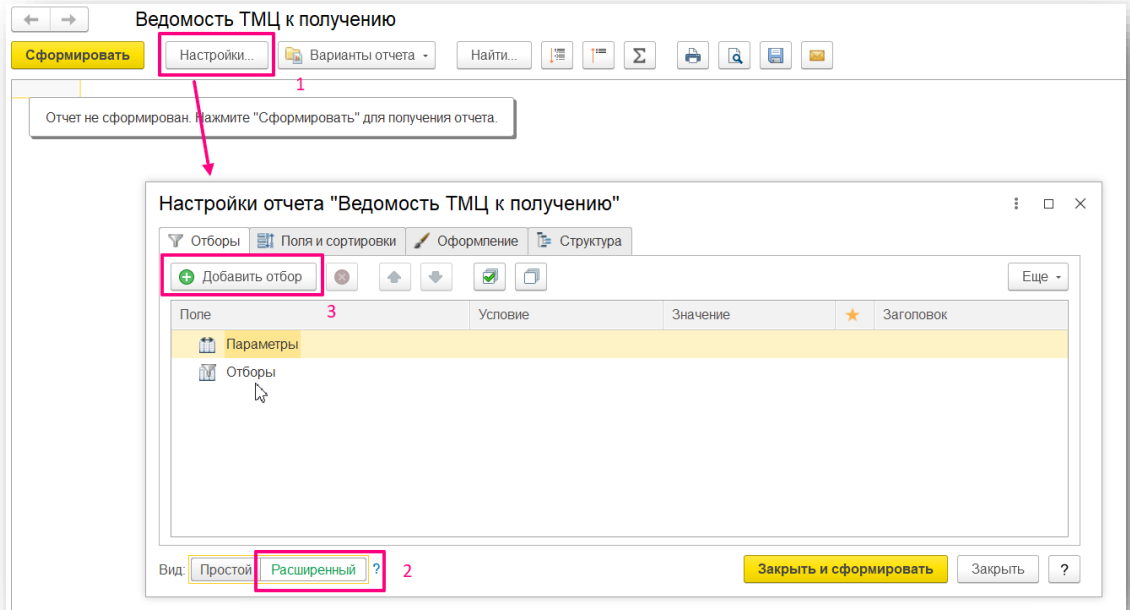 Ведомость ТМЦ к получению
Сформировать Настройки... Варианты отчета Найти...
1
Отчет не сформирован. Нажмите "Сформировать" для получения отчета.
Настройки отчета "Ведомость ТМЦ к получению"
Отборы Поля и сортировки Оформление Структура
Добавить отбор Еще
3
Поле Условие Значение Заголовок
Параметры
Отборы
Вид: Простой Расширенный ? 2 Закрыть и сформировать Закрыть ?